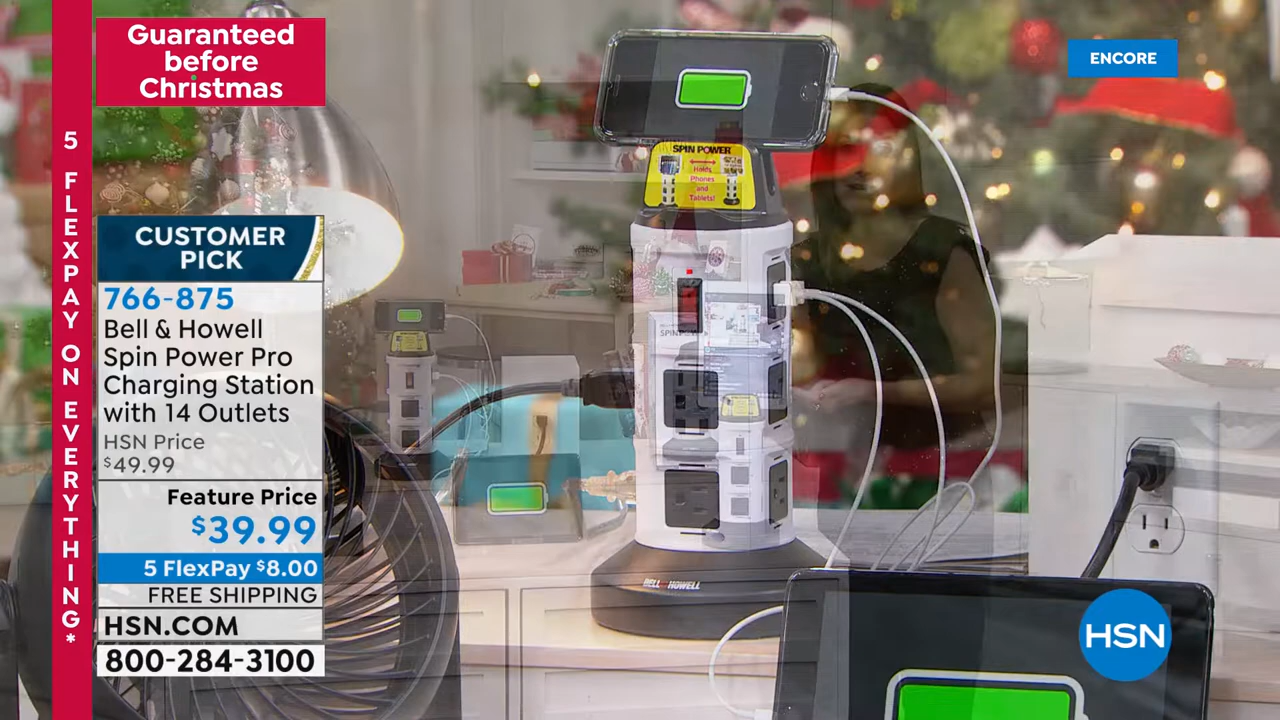 Guaranteed
before
Christmas
ENCORE
5 FLEXPAY ON EVERYTHING*
CUSTOMER
PICK
766-875
Bell & Howell
Spin Power Pro
Charging Station
with 14 Outlets
HSN Price
$49.99
Feature Price
$39.99
5 FlexPay $8.00
FREE SHIPPING
HSN.COM
800-284-3100
SPIN POWER
Holds
Phones
and
Tablets!
BELL HOWELL
HSN